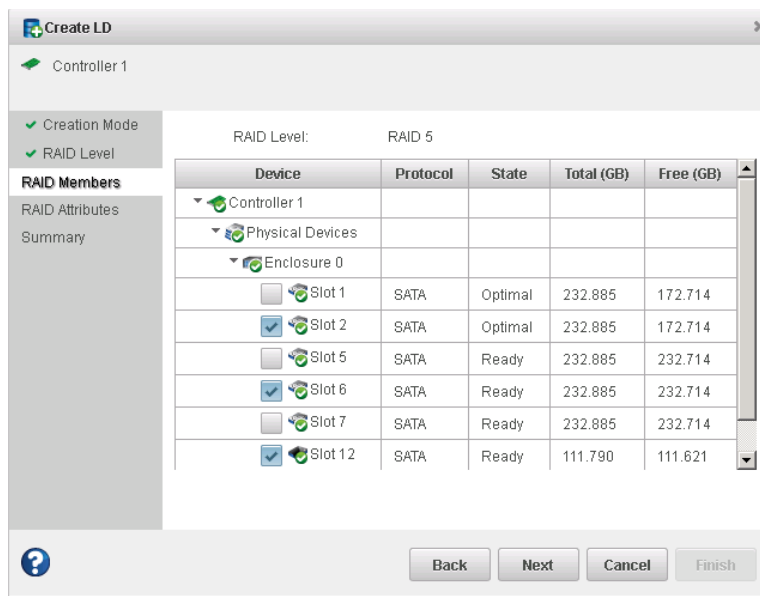 Create LD
Controller 1
Creation Mode
RAID Level
RAID Members
RAID Attributes
Summary
RAID Level: RAID 5
Device Protocol State Total (GB) Free (GB)
Controller 1
Physical Devices
Enclosure 0
Slot 1 SATA Optimal 232.885 172.714
Slot 2 SATA Optimal 232.885 172.714
Slot 5 SATA Ready 232.885 232.885
Slot 6 SATA Ready 232.885 232.885
Slot 7 SATA Ready 232.885 232.714
Slot 12 SATA Ready 111.790 111.621
? Back Next Cancel Finish